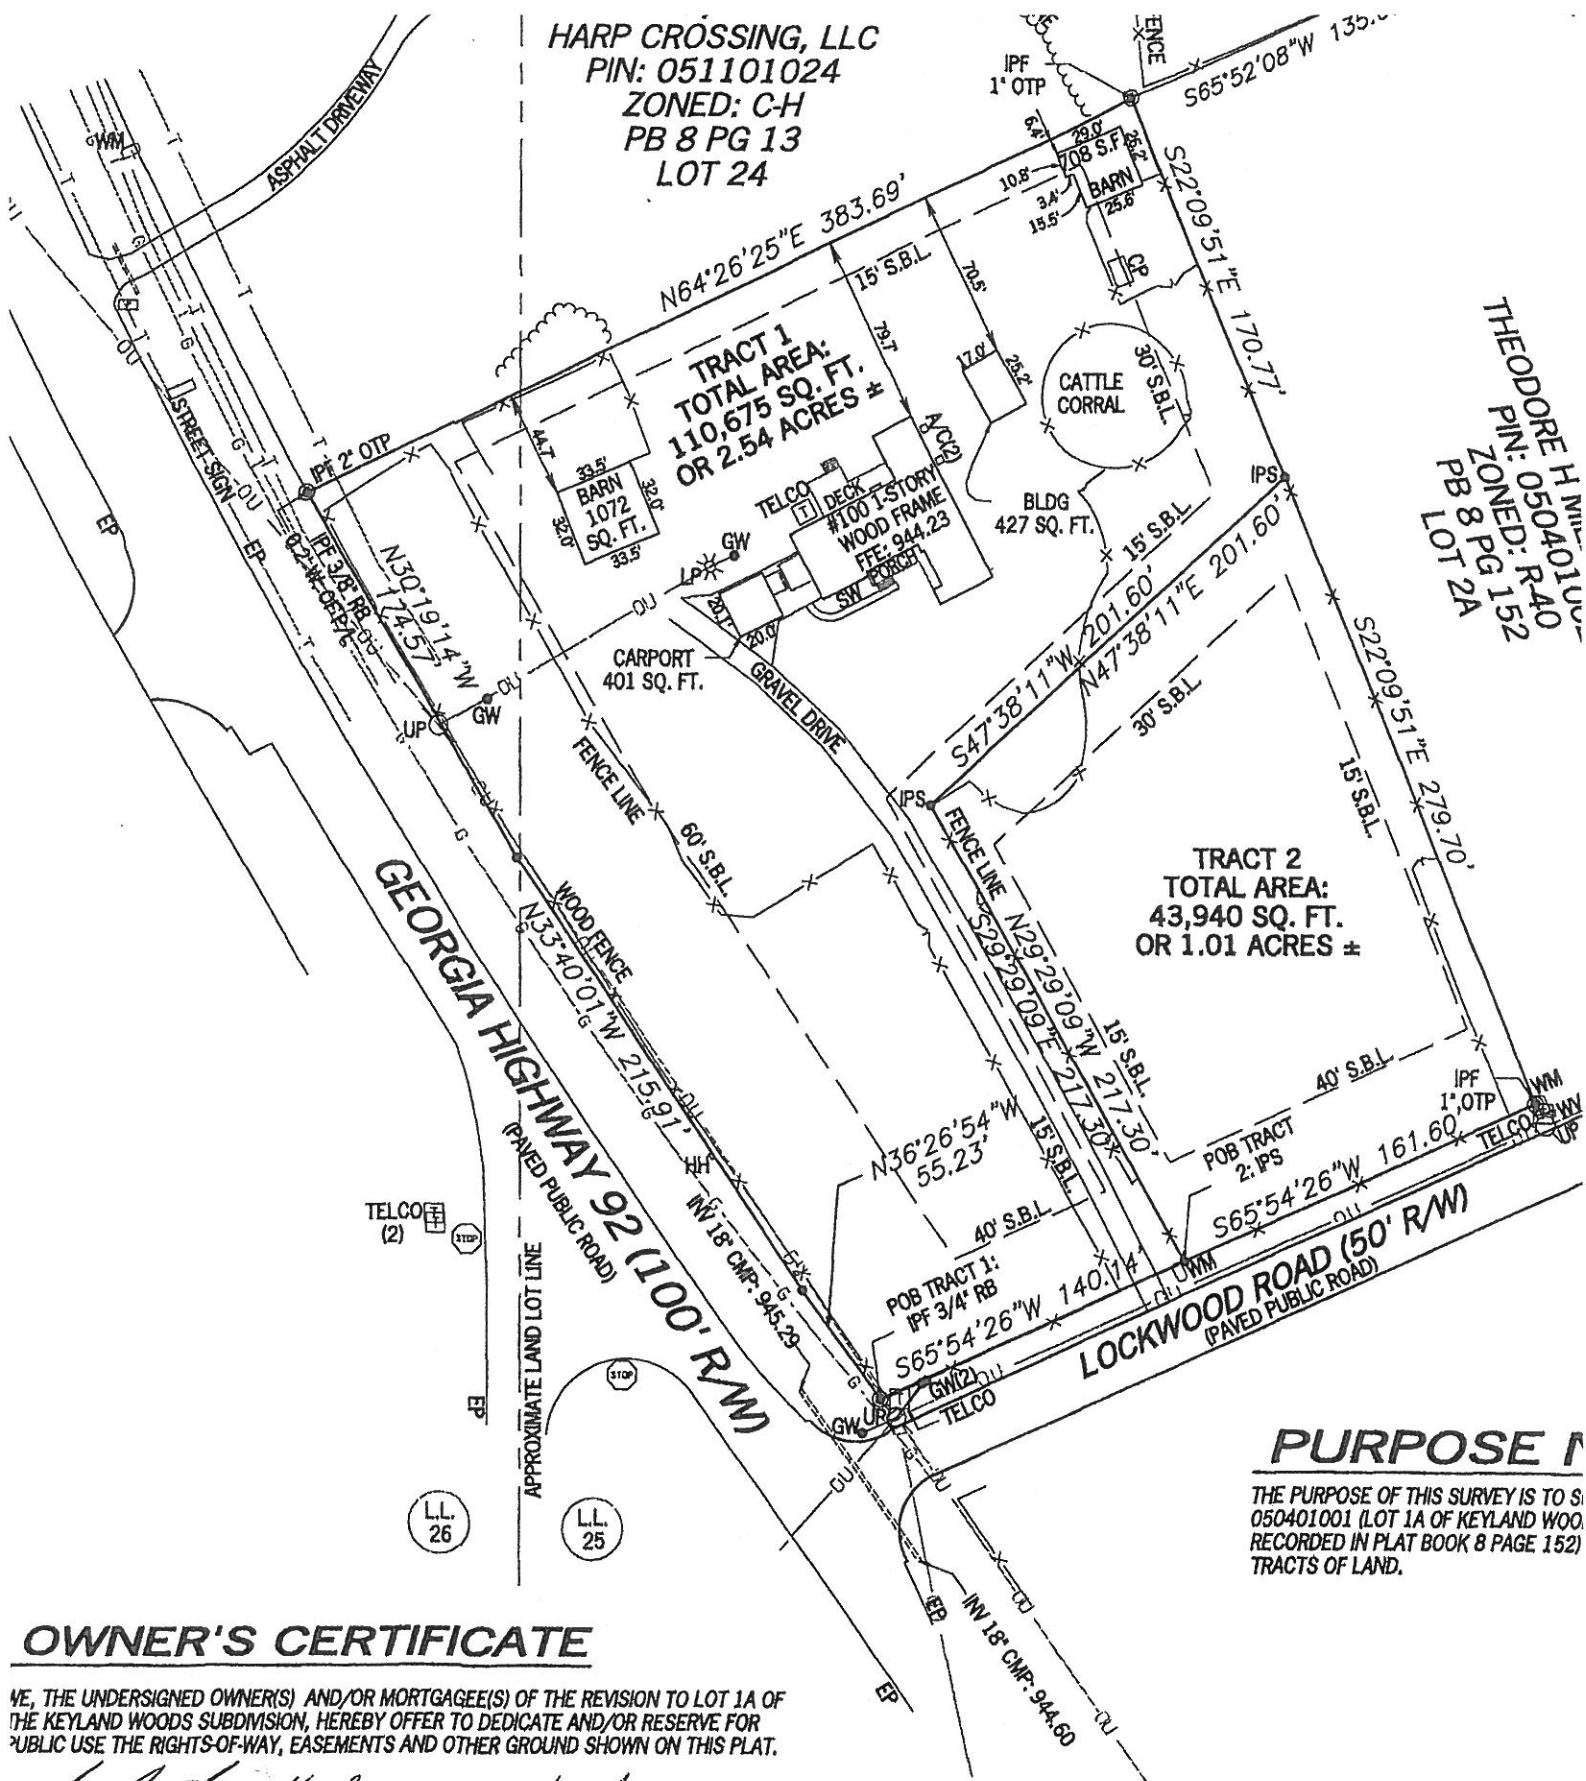 HARP CROSSING, LLC
PIN: 051101024
ZONED: C-H
PB 8 PG 13
LOT 24
IPF
1" OTP
S65°52'08"W
ASPHALT DRIVEWAY
WM
6.4'
29.0'
708 S.F.
26.2'
BARN
25.6'
10.8'
3.4'
15.5'
CP
S22°09'51"E 170.77'
N64°26'25"E 383.69'
15' S.B.L.
70.5'
79.7'
TRACT 1
TOTAL AREA:
110,675 SQ. FT.
OR 2.54 ACRES ±
17.0'
25.2'
CATTLE
CORRAL
30' S.B.L.
THEODORE H
PIN:
ZONED: R-40
PB 8 PG 152
LOT 2A
STREET SIGN
IPF 2" OTP
44.7'
33.5'
BARN
1072
SQ. FT.
32.0'
32.0'
33.5'
TELCO
T
DECK
A/C(2)
#100 1-STORY
WOOD FRAME
FFE: 944.23
PORCH
SW
BLDG
427 SQ. FT.
IPS
15' S.B.L.
EP
EP
IPF 3/8" RB
0.2' W. OF P/L
N30°19'14"W
174.57'
LP
GW
OU
20.1'
20.0'
CARPORT
401 SQ. FT.
GRAVEL DRIVE
S47°38'11"W 201.60'
N47°38'11"E 201.60'
30' S.B.L.
S22°09'51"E 279.70'
15' S.B.L.
UP
GW
OU
FENCE LINE
60' S.B.L.
IPS
FENCE LINE
TRACT 2
TOTAL AREA:
43,940 SQ. FT.
OR 1.01 ACRES ±
WOOD FENCE
N33°40'01"W 215.91'
GEORGIA HIGHWAY 92 (100' R/W)
(PAVED PUBLIC ROAD)
N29°29'09"W 217.30'
S29°29'09"E 217.30'
15' S.B.L.
15' S.B.L.
40' S.B.L.
IPF
1" OTP
WM
WV
UP
TELCO
N36°26'54"W
55.23'
POB TRACT
2: IPS
S65°54'26"W 161.60'
HH
INV 18" CMP: 945.29
TELCO
(2)
STOP
40' S.B.L.
POB TRACT 1:
IPF 3/4" RB
S65°54'26"W 140.14'
WM
LOCKWOOD ROAD (50' R/W)
(PAVED PUBLIC ROAD)
APPROXIMATE LAND LOT LINE
STOP
EP
GW
GW(2)
TELCO
L.L.
26
L.L.
25
EP
EP
INV 18" CMP: 944.60
PURPOSE
THE PURPOSE OF THIS SURVEY IS TO
050401001 (LOT 1A OF KEYLAND
RECORDED IN PLAT BOOK 8 PAGE 152)
TRACTS OF LAND.
OWNER'S CERTIFICATE
THE UNDERSIGNED OWNER(S) AND/OR MORTGAGEE(S) OF THE REVISION TO LOT 1A OF
THE KEYLAND WOODS SUBDIVISION, HEREBY OFFER TO DEDICATE AND/OR RESERVE FOR
PUBLIC USE THE RIGHTS-OF-WAY, EASEMENTS AND OTHER GROUND SHOWN ON THIS PLAT.